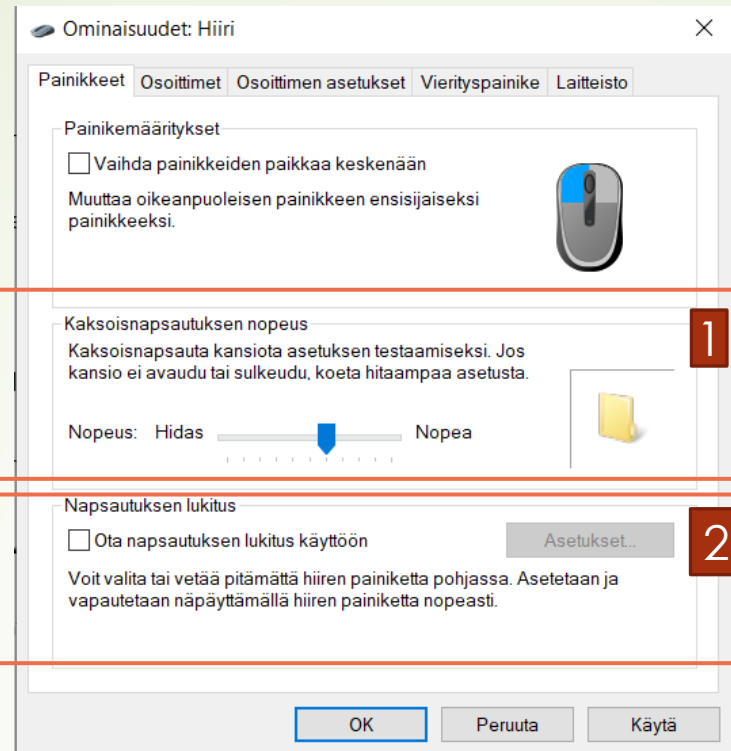 Ominaisuudet: Hiiri
Painikkeet Osoittimet Osoittimen asetukset Vierityspainike Laitteisto
Painikemääritykset
Vaihda painikkeiden paikkaa keskenään
Muuttaa oikeanpuoleisen painikkeen ensisijaiseksi
painikkeeksi.
Kaksoisnapsautuksen nopeus
1
Kaksoisnapsauta kansiota asetuksen testaamiseksi. Jos
kansio ei avaudu tai sulkeudu, koeta hitaampaa asetusta.
Nopeus: Hidas Nopea
Napsautuksen lukitus
Ota napsautuksen lukitus käyttöön Asetukset...
2
Voit valita tai vetää pitämättä hiiren painiketta pohjassa. Asetetaan ja
vapautetaan näpäyttämällä hiiren painiketta nopeasti.
OK Peruuta Käytä